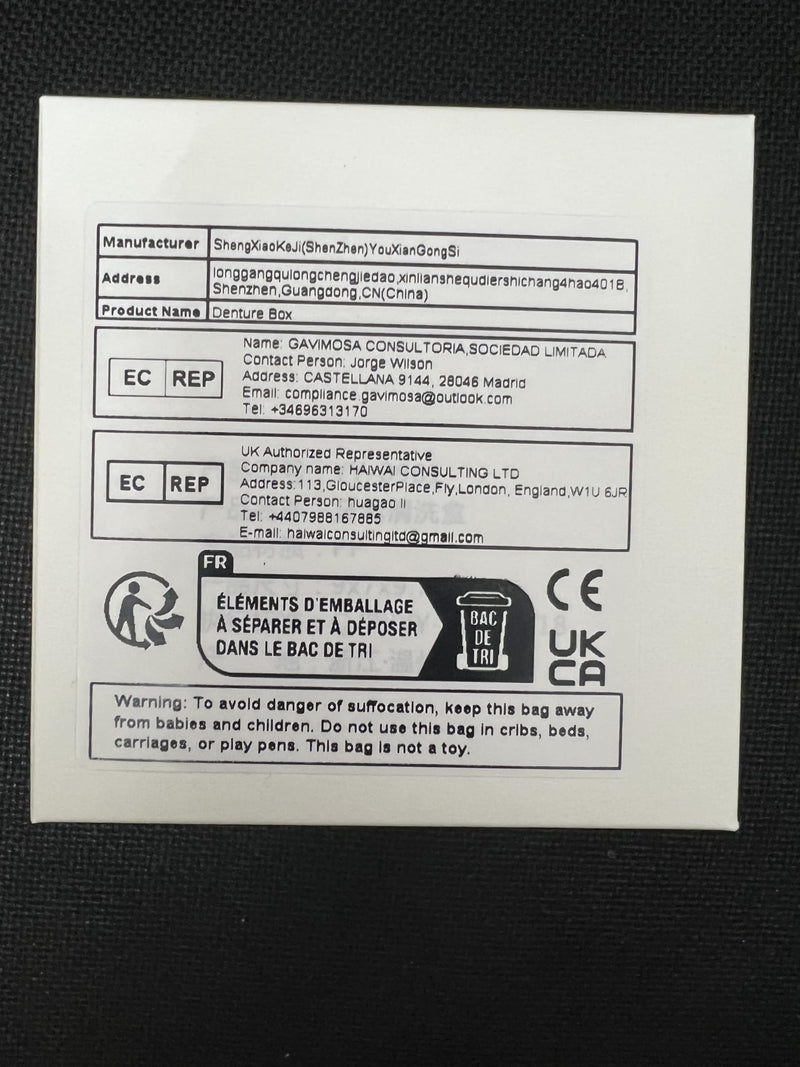 Manufacturer ShengXiaoKeJi(ShenZhen)YouXianGongSi
Address longgangqulongchengjiedao,xinlianshequdiershichang4hao401B,
Shenzhen,Guangdong,CN(China)
Product Name Denture Box
EC REP
Name: GAVIMOSA CONSULTORIA,SOCIEDAD LIMITADA
Contact Person: Jorge Wilson
Address: CASTELLANA 9144, 28046 Madrid
Email: compliance.gavimosa@outlook.com
Tel: +34696313170
EC REP
UK Authorized Representative
Company name: HAIWAI CONSULTING LTD
Address:113,GloucesterPlace,Fly,London, England,W1U 6JR
Contact Person: huagao li
Tel: +4407988167885
E-mail: haiwaiconsultingltd@gmail.com
FR
ÉLÉMENTS D'EMBALLAGE
À SÉPARER ET À DÉPOSER
DANS LE BAC DE TRI
BAC
DE
TRI
CE
UK
CA
Warning: To avoid danger of suffocation, keep this bag away
from babies and children. Do not use this bag in cribs, beds,
carriages, or play pens. This bag is not a toy.